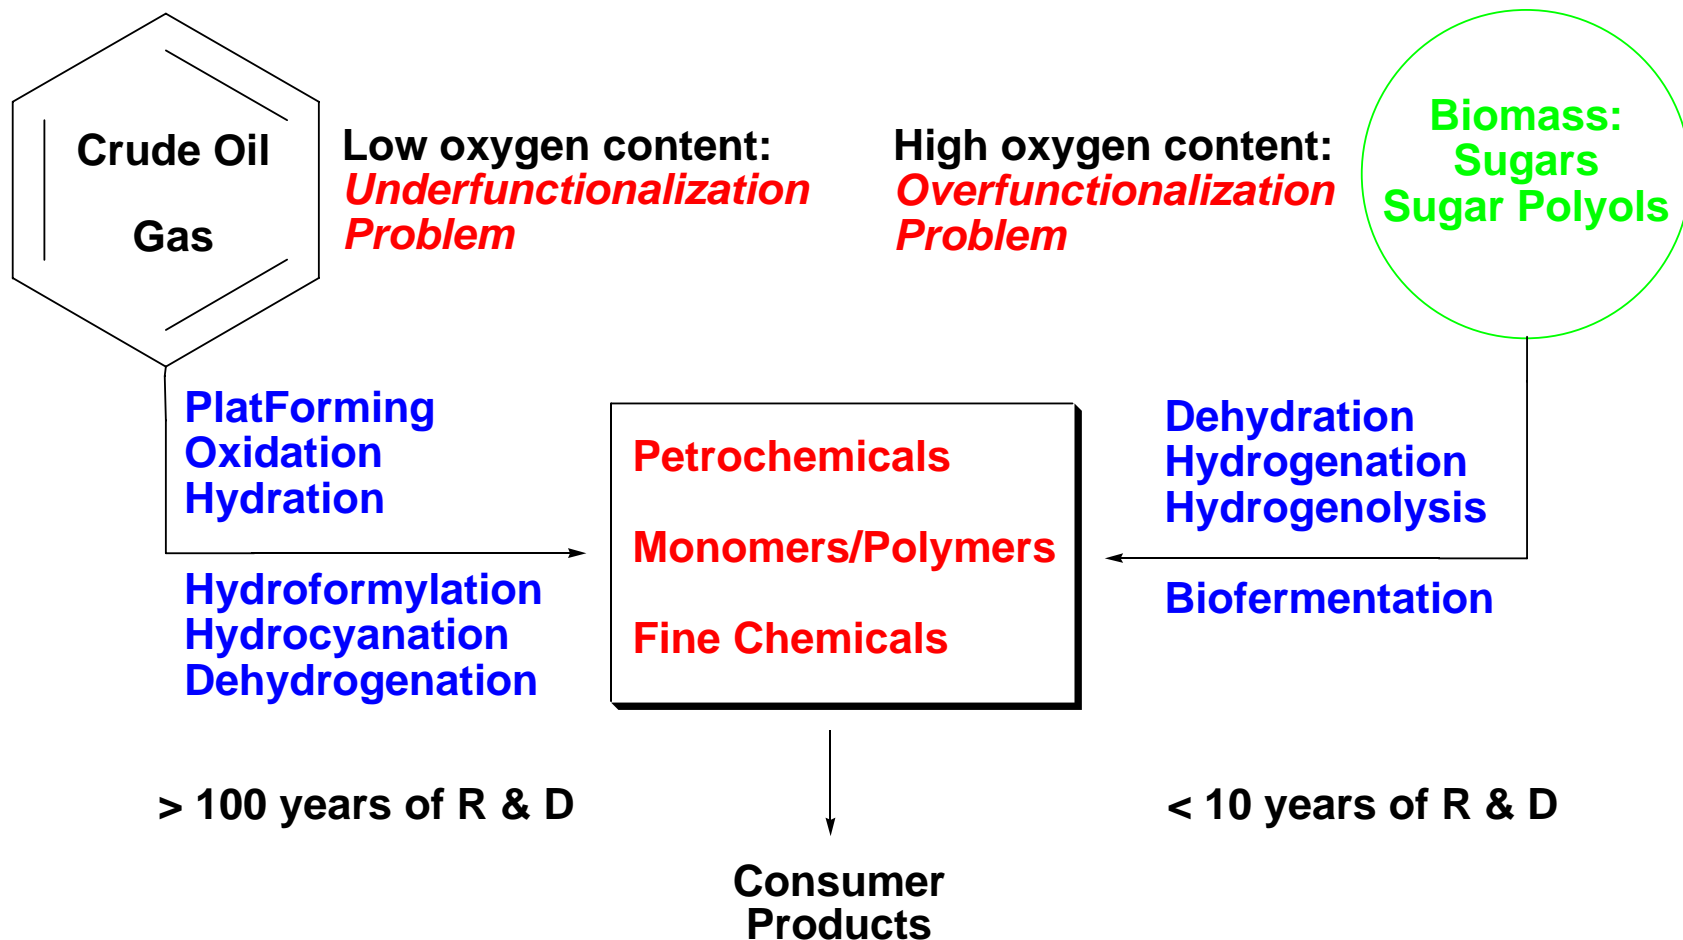 Crude Oil
Gas
Low oxygen content:
Underfunctionalization
Problem
High oxygen content:
Overfunctionalization
Problem
Biomass:
Sugars
Sugar Polyols
PlatForming
Oxidation
Hydration
Hydroformylation
Hydrocyanation
Dehydrogenation
Petrochemicals
Monomers/Polymers
Fine Chemicals
Dehydration
Hydrogenation
Hydrogenolysis
Biofermentation
> 100 years of R & D
< 10 years of R & D
Consumer
Products